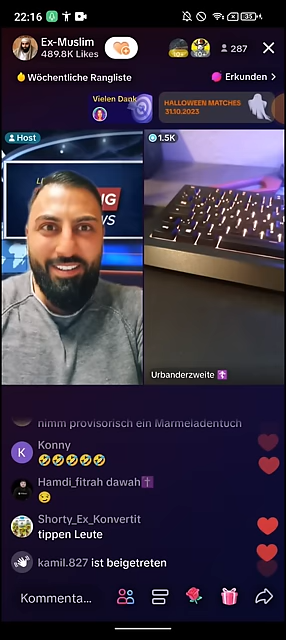 22:16
35
Ex-Muslim
489.8K Likes
287
Wöchentliche Rangliste
Erkunden >
Vielen Dank
HALLOWEEN MATCHES
31.10.2023
Host
1.5K
NG
WS
Urbanderzweite
nimm provisorisch ein Marmeladentuch
K
Konny
Hamdi_fitrah dawah
Shorty_Ex_Konvertit
tippen Leute
kamil.827 ist beigetreten
Kommenta...